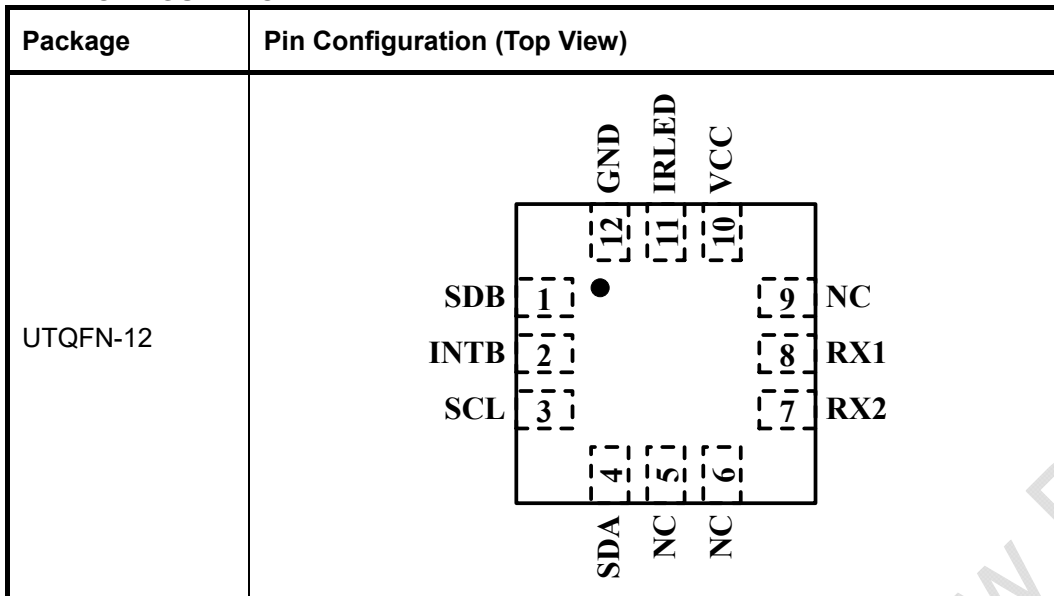 Package
Pin Configuration (Top View)
UTQFN-12
GND
IRLED
VCC
12
11
10
SDB 1
9 NC
INTB 2
8 RX1
SCL 3
7 RX2
4
5
6
SDA
NC
NC